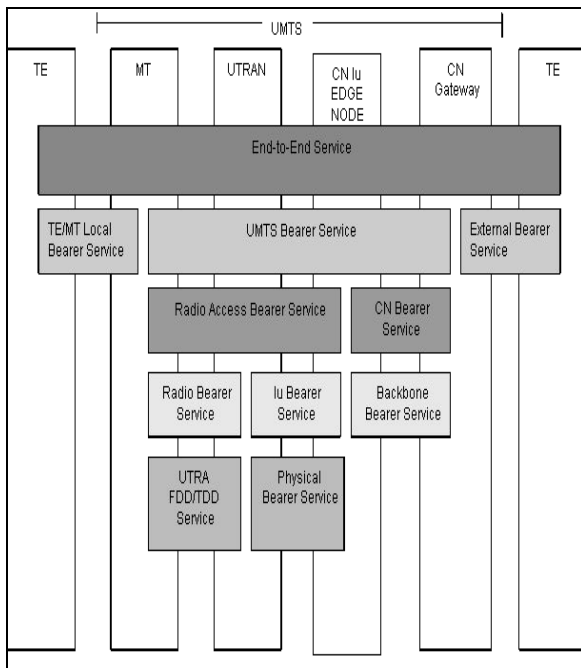 UMTS
TE
MT
UTRAN
CN Iu
EDGE
NODE
CN
Gateway
TE
End-to-End Service
TE/MT Local
Bearer Service
UMTS Bearer Service
External Bearer
Service
Radio Access Bearer Service
CN Bearer
Service
Radio Bearer
Service
Iu Bearer
Service
Backbone
Bearer Service
UTRA
FDD/TDD
Service
Physical
Bearer Service